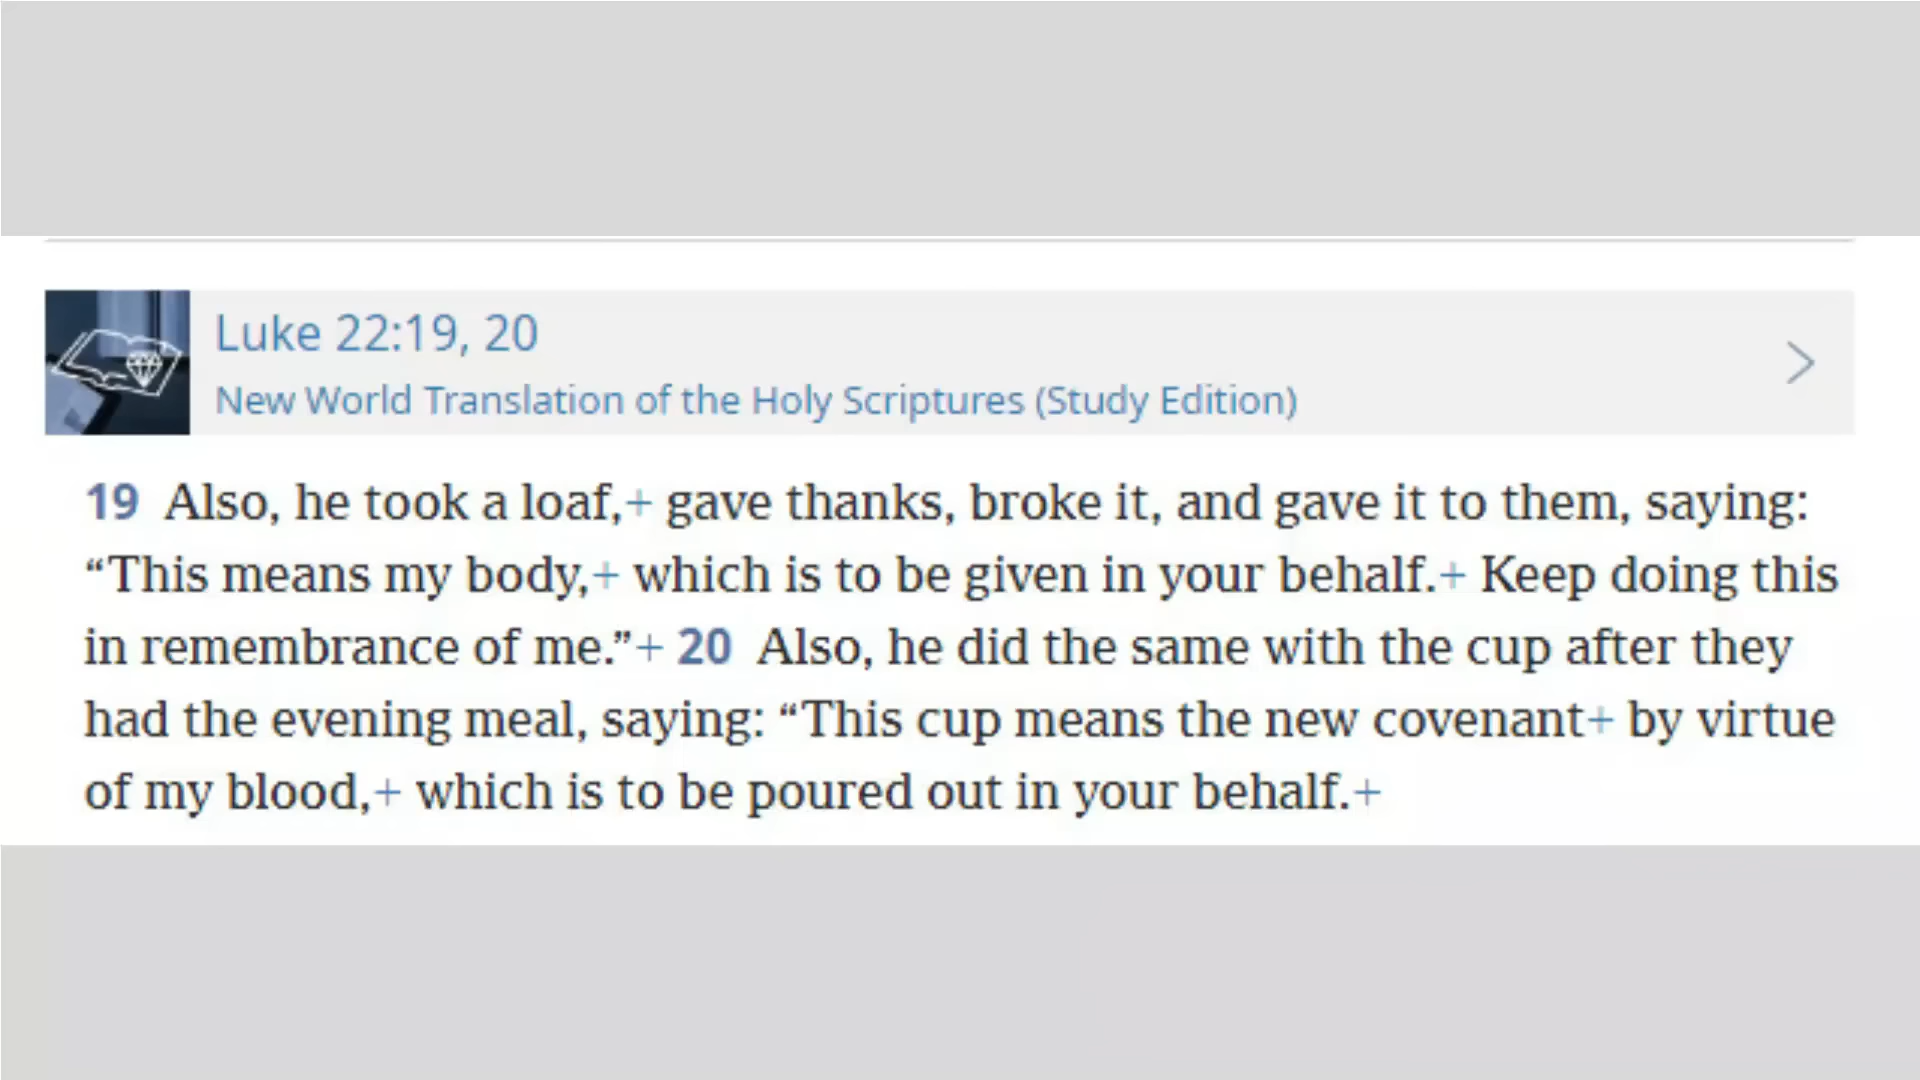 Luke 22:19, 20
New World Translation of the Holy Scriptures (Study Edition)
19 Also, he took a loaf,+ gave thanks, broke it, and gave it to them, saying:
“This means my body,+ which is to be given in your behalf.+ Keep doing this
in remembrance of me.”+ 20 Also, he did the same with the cup after they
had the evening meal, saying: “This cup means the new covenant+ by virtue
of my blood,+ which is to be poured out in your behalf.+